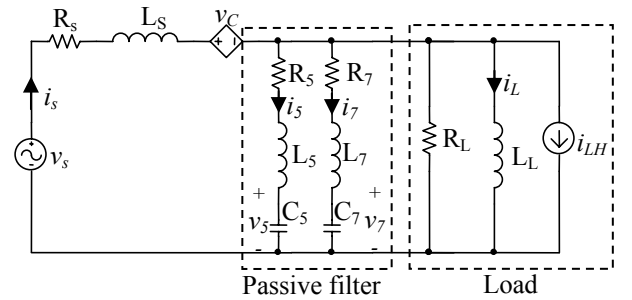 R_s L_S v_C
+ -
R_5 R_7
i_s i_5 i_7 i_L
v_s L_5 L_7 R_L L_L i_LH
+ +
v_5 C_5 C_7 v_7
- -
Passive filter Load